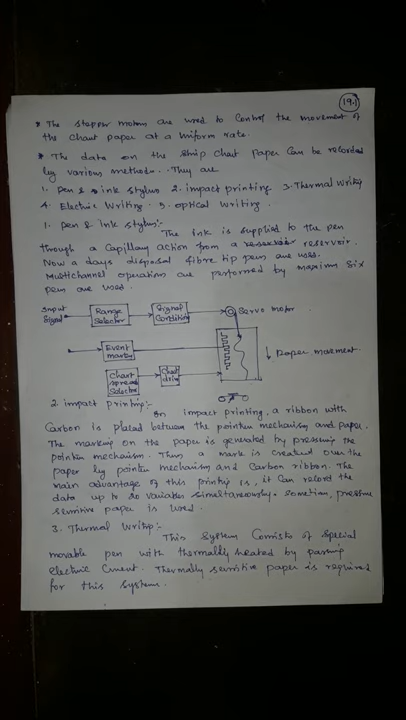 19.1
* The stepper motors are used to control the movement of
the chart paper at a uniform rate.
* The data on the strip chart paper can be recorded
by various methods. They are
1. Pen & ink stylus 2. impact printing 3. Thermal writing
4. Electric Writing. 5. optical writing.
1. Pen & Ink stylus:-
The ink is supplied to the pen
through a Capillary action from a reservoir.
Now a days disposal fibre tip pens are used.
Multichannel operations are performed by maximum six
pens are used.
Input
Signal
Range
Selector
Signal
Condition
Servo motor
Event
marker
Paper movement
Chart
speed
Selector
Chart
drive
2. impact printing:-
In impact printing, a ribbon with
Carbon is placed between the pointer mechanism and paper.
The marking on the paper is generated by pressing the
pointer mechanism. Thus a mark is created over the
paper by pointer mechanism and Carbon ribbon. The
main advantage of this printing is, it can record the
data up to 20 variables simultaneously. Sometimes, pressure
sensitive paper is used.
3. Thermal Writing:-
This system Consists of special
movable pen with thermally heated by passing
electric Current. Thermally sensitive paper is required
for this system.